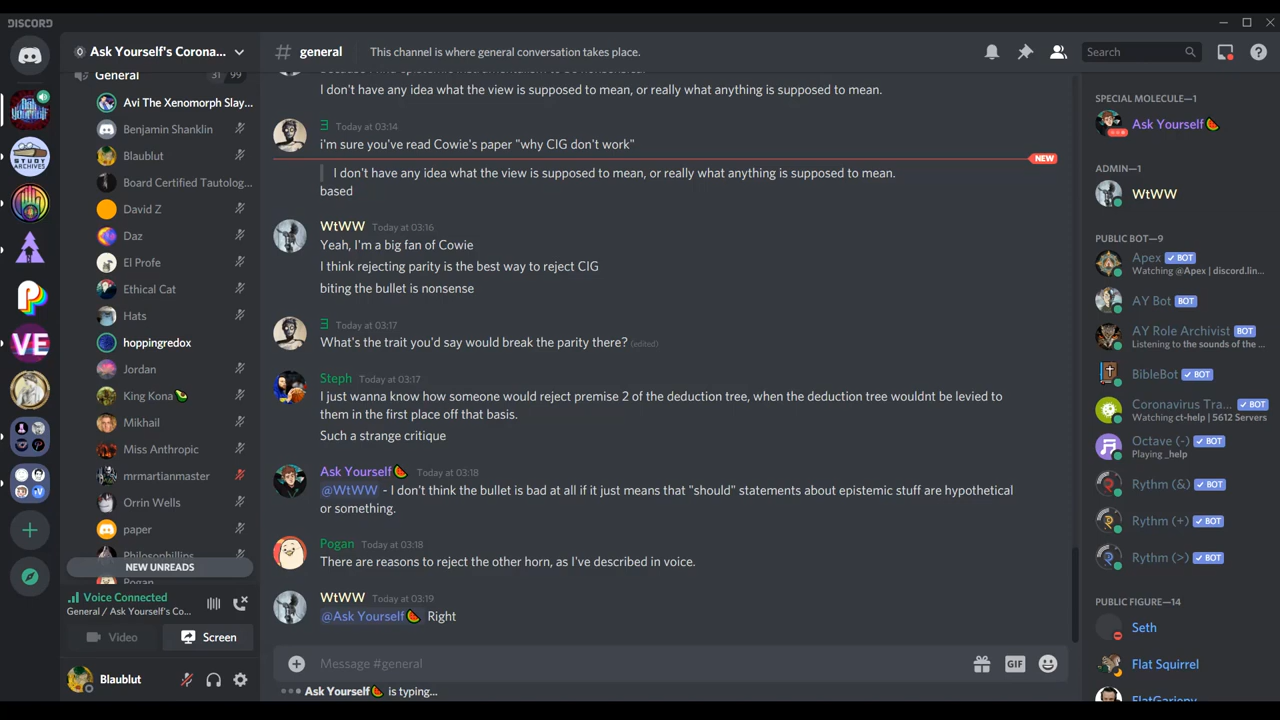 DISCORD
Ask Yourself's Corona...
# general
This channel is where general conversation takes place.
Search
General
31 99
Avi The Xenomorph Slay...
Benjamin Shanklin
Blaublut
Board Certified Tautolog...
David Z
Daz
El Profe
Ethical Cat
Hats
hoppingredox
Jordan
King Kona🥑
Mikhail
Miss Anthropic
mrmartianmaster
Orrin Wells
paper
Philosophillips
Pogan
NEW UNREADS
Voice Connected
General / Ask Yourself's Co...
Video
Screen
Blaublut
STUDY
ARCHIVES
VE
I don't have any idea what the view is supposed to mean, or really what anything is supposed to mean.
Ǝ Today at 03:14
i'm sure you've read Cowie's paper "why CIG don't work"
NEW
I don't have any idea what the view is supposed to mean, or really what anything is supposed to mean.
based
WtWW Today at 03:16
Yeah, I'm a big fan of Cowie
I think rejecting parity is the best way to reject CIG
biting the bullet is nonsense
Ǝ Today at 03:17
What's the trait you'd say would break the parity there? (edited)
Steph Today at 03:17
I just wanna know how someone would reject premise 2 of the deduction tree, when the deduction tree wouldnt be levied to
them in the first place off that basis.
Such a strange critique
Ask Yourself🍉 Today at 03:18
@WtWW - I don't think the bullet is bad at all if it just means that "should" statements about epistemic stuff are hypothetical
or something.
Pogan Today at 03:18
There are reasons to reject the other horn, as I've described in voice.
WtWW Today at 03:19
@Ask Yourself🍉 Right
Message #general
GIF
Ask Yourself🍉 is typing...
SPECIAL MOLECULE—1
Ask Yourself🍉
ADMIN—1
WtWW
PUBLIC BOT—9
Apex ✓ BOT
Watching @Apex | discord.lin...
AY Bot BOT
AY Role Archivist BOT
Listening to the sounds of the ...
BibleBot ✓ BOT
Coronavirus Tra... ✓ BOT
Watching ct-help | 5612 Servers
Octave (-) ✓ BOT
Playing _help
Rythm (&) ✓ BOT
Rythm (+) ✓ BOT
Rythm (>) ✓ BOT
PUBLIC FIGURE—14
Seth
Flat Squirrel